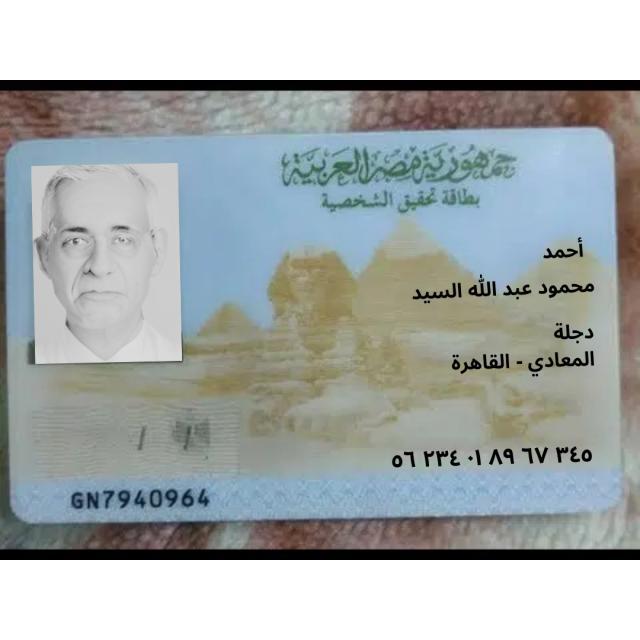 جمهورية مصر العربية
بطاقة تحقيق الشخصية
أحمد
محمود عبد الله السيد
دجلة
المعادي - القاهرة
٣٤٥ ٦٧ ٨٩ ٠١ ٢٣٤ ٥٦
GN7940964